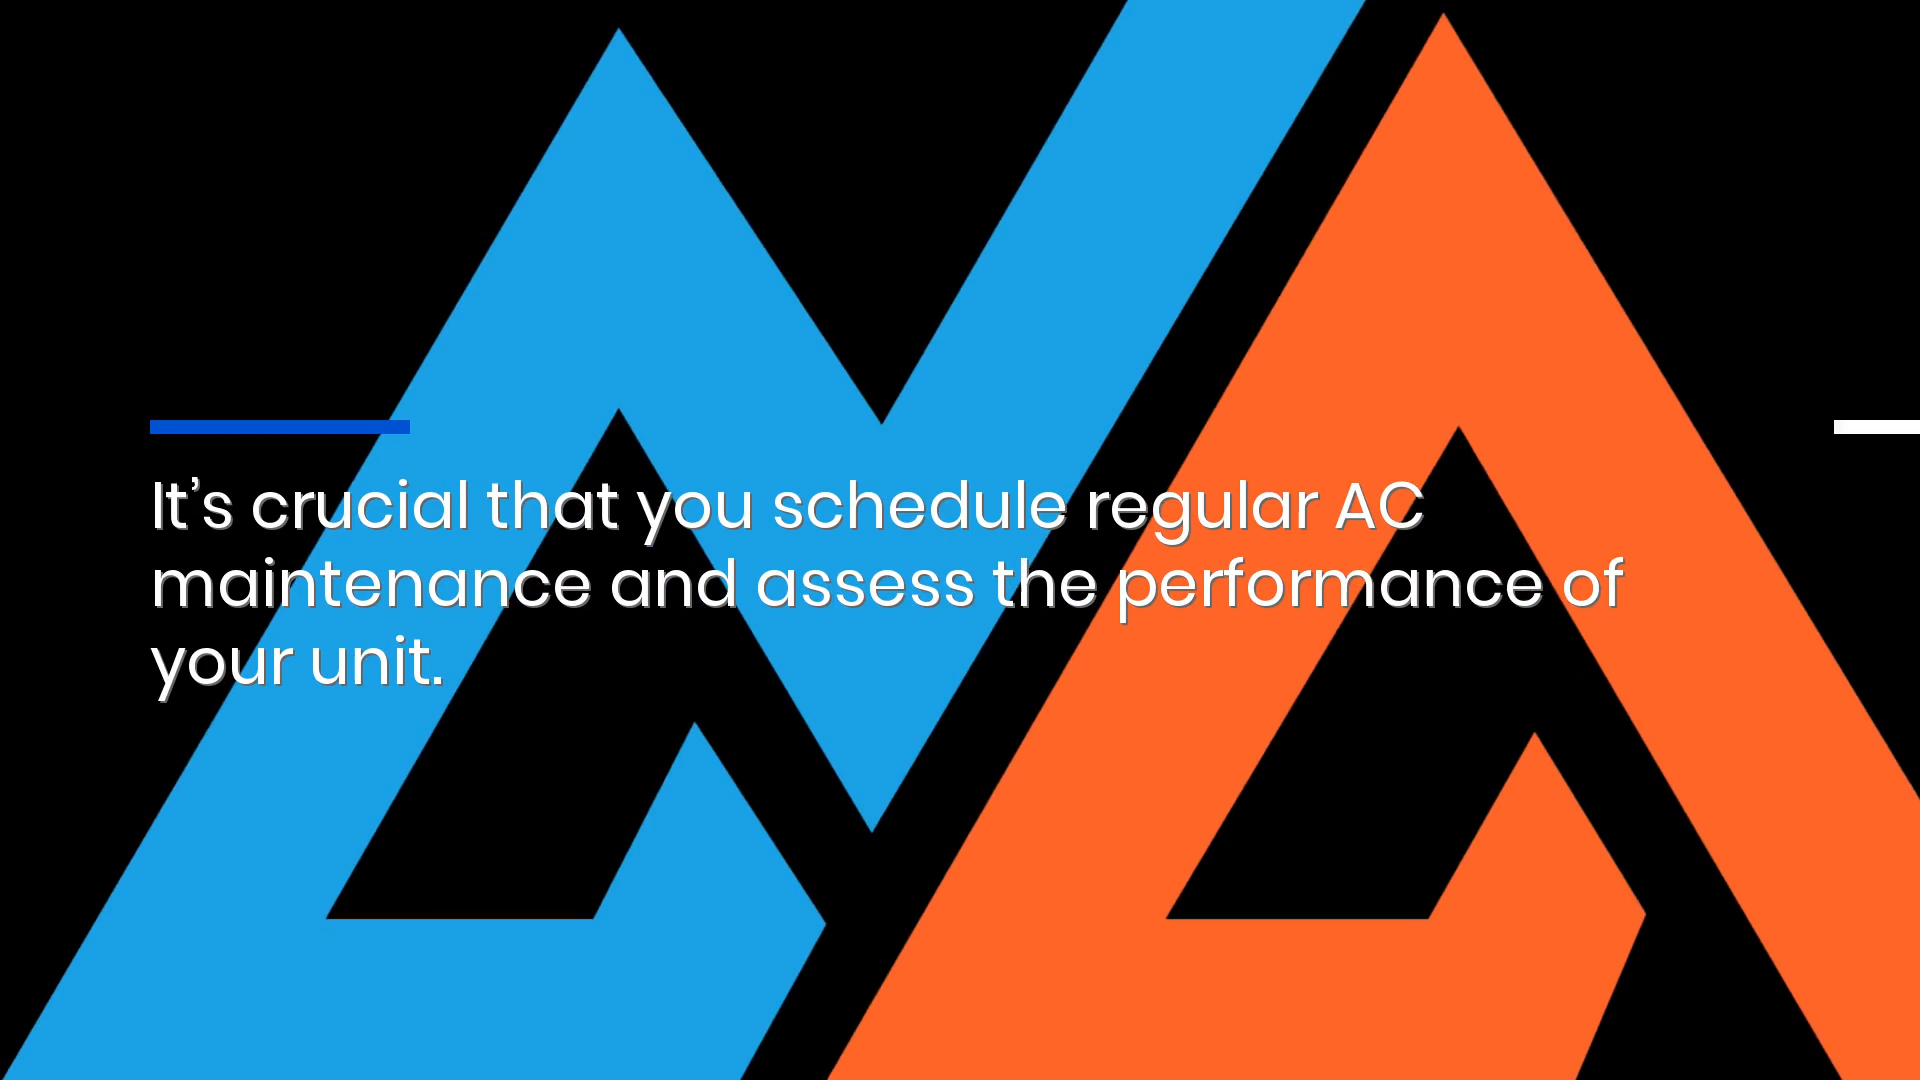 It’s crucial that you schedule regular AC
maintenance and assess the performance of
your unit.